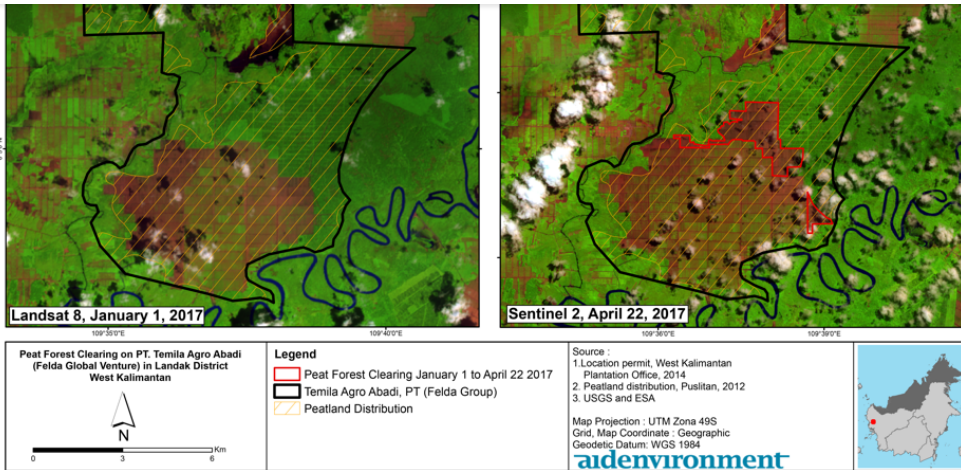 Landsat 8, January 1, 2017
Sentinel 2, April 22, 2017
109°35'0"E
109°40'0"E
109°36'0"E
109°39'0"E
Peat Forest Clearing on PT. Temila Agro Abadi
(Felda Global Venture) in Landak District
West Kalimantan
N
0 3 6
Km
Legend
Peat Forest Clearing January 1 to April 22 2017
Temila Agro Abadi, PT (Felda Group)
Peatland Distribution
Source :
1.Location permit, West Kalimantan
Plantation Office, 2014
2. Peatland distribution, Puslitan, 2012
3. USGS and ESA
Map Projection : UTM Zona 49S
Grid, Map Coordinate : Geographic
Geodetic Datum: WGS 1984
aidenvironment